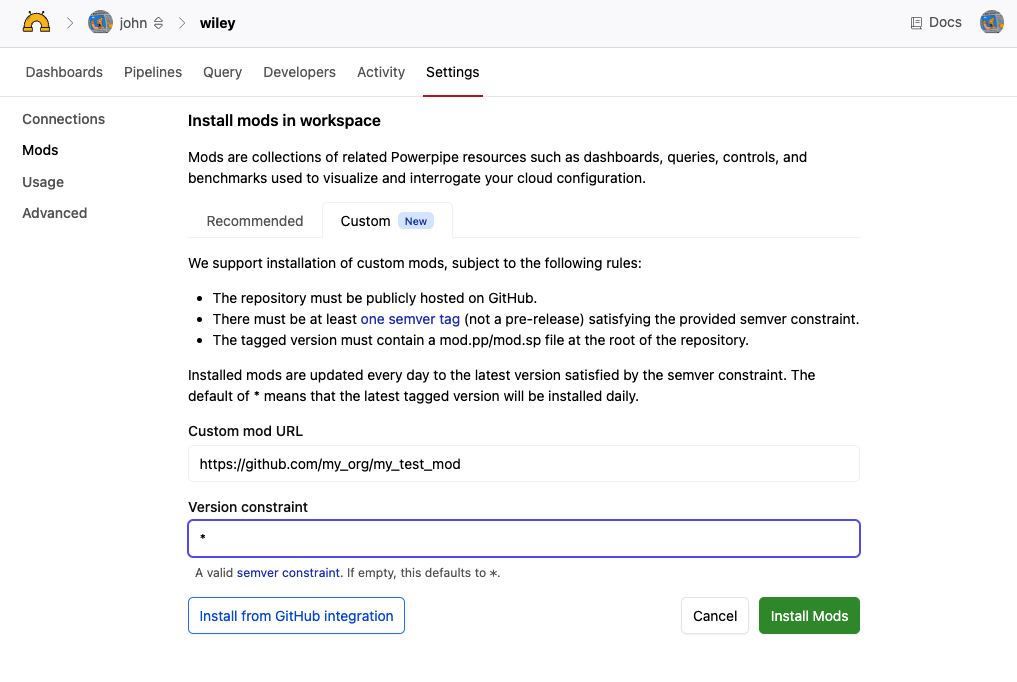 john wiley Docs
Dashboards Pipelines Query Developers Activity Settings
Connections
Mods
Usage
Advanced
Install mods in workspace
Mods are collections of related Powerpipe resources such as dashboards, queries, controls, and
benchmarks used to visualize and interrogate your cloud configuration.
Recommended Custom New
We support installation of custom mods, subject to the following rules:
• The repository must be publicly hosted on GitHub.
• There must be at least one semver tag (not a pre-release) satisfying the provided semver constraint.
• The tagged version must contain a mod.pp/mod.sp file at the root of the repository.
Installed mods are updated every day to the latest version satisfied by the semver constraint. The
default of * means that the latest tagged version will be installed daily.
Custom mod URL
https://github.com/my_org/my_test_mod
Version constraint
*
A valid semver constraint. If empty, this defaults to *.
Install from GitHub integration Cancel Install Mods